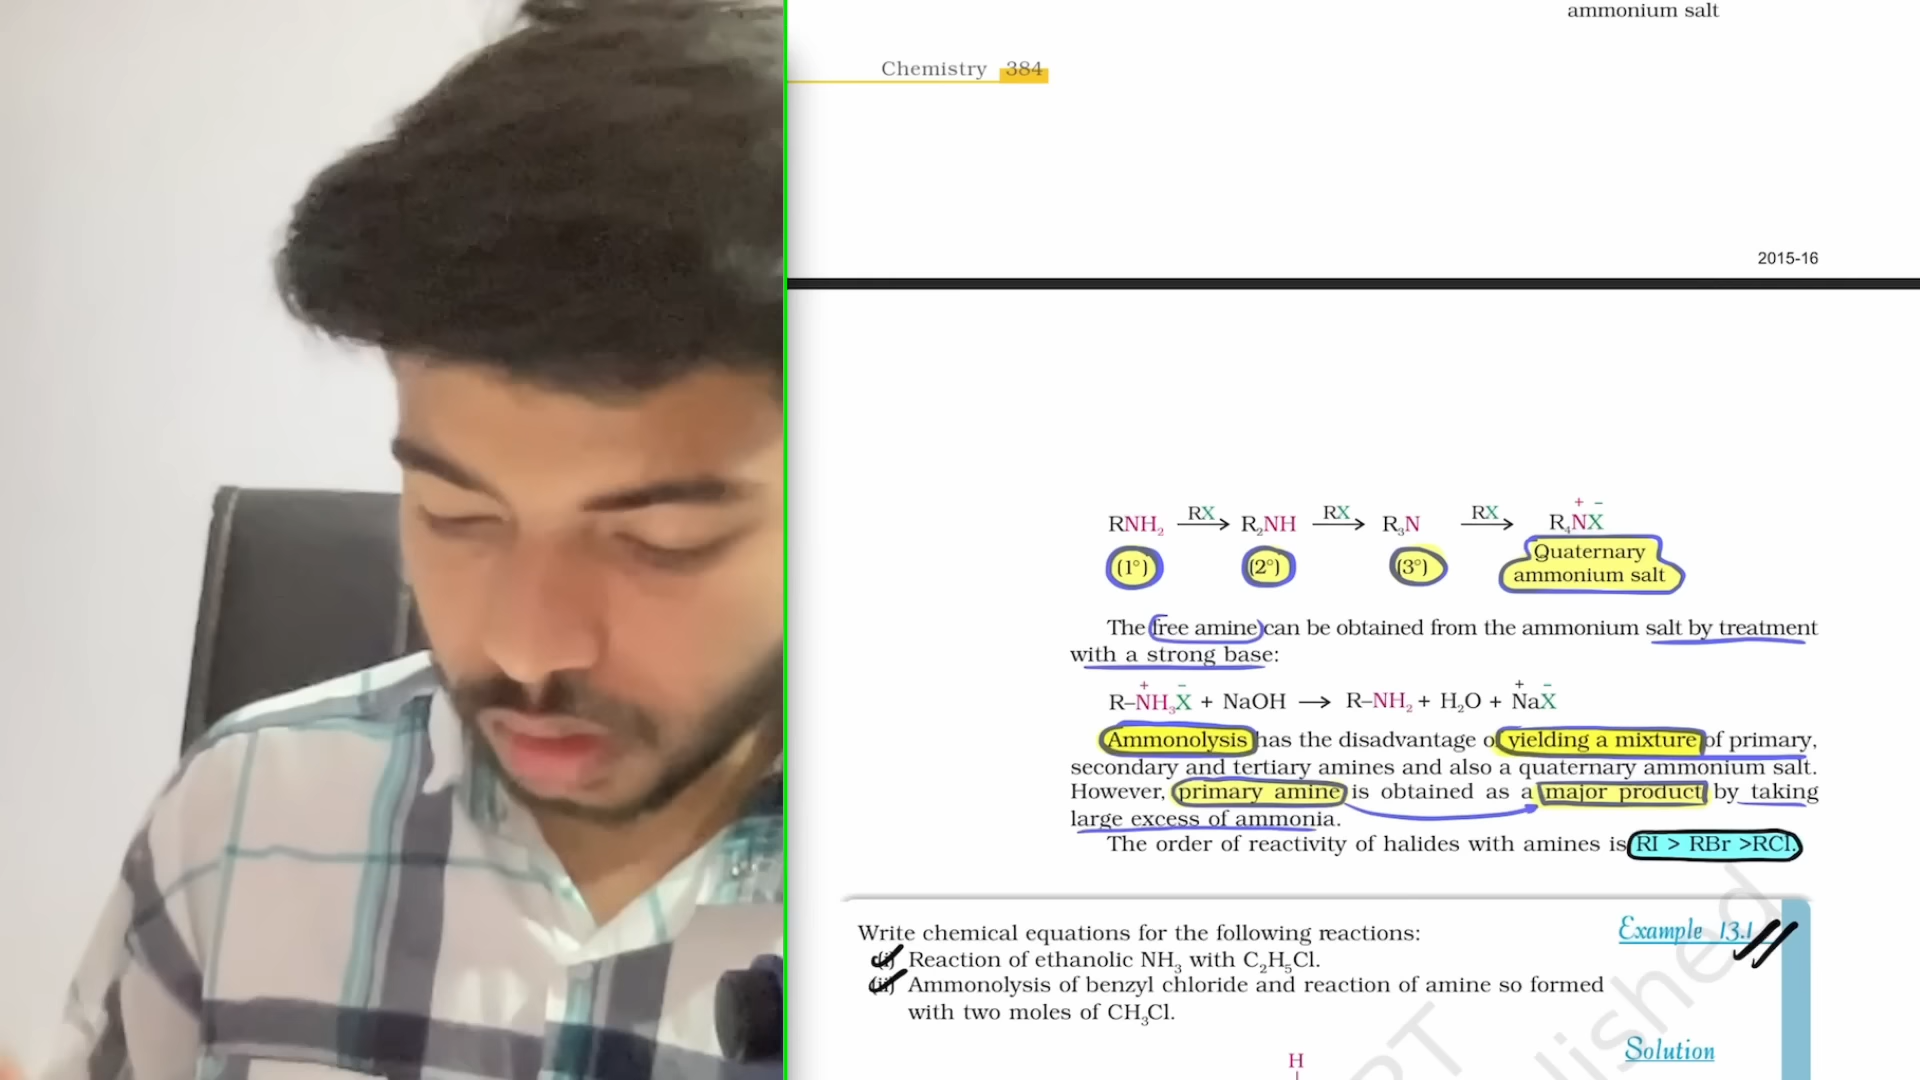 ammonium salt
Chemistry 384
2015-16
RNH₂ RX→ R₂NH RX→ R₃N RX→ R₄N⁺X⁻
(1°) (2°) (3°) Quaternary
ammonium salt
The free amine can be obtained from the ammonium salt by treatment
with a strong base:
R–N⁺H₃X⁻ + NaOH → R–NH₂ + H₂O + Na⁺X⁻
Ammonolysis has the disadvantage of yielding a mixture of primary,
secondary and tertiary amines and also a quaternary ammonium salt.
However, primary amine is obtained as a major product by taking
large excess of ammonia.
The order of reactivity of halides with amines is RI > RBr >RCl.
Write chemical equations for the following reactions:
Example 13.1
(i) Reaction of ethanolic NH₃ with C₂H₅Cl.
(ii) Ammonolysis of benzyl chloride and reaction of amine so formed
with two moles of CH₃Cl.
Solution
H